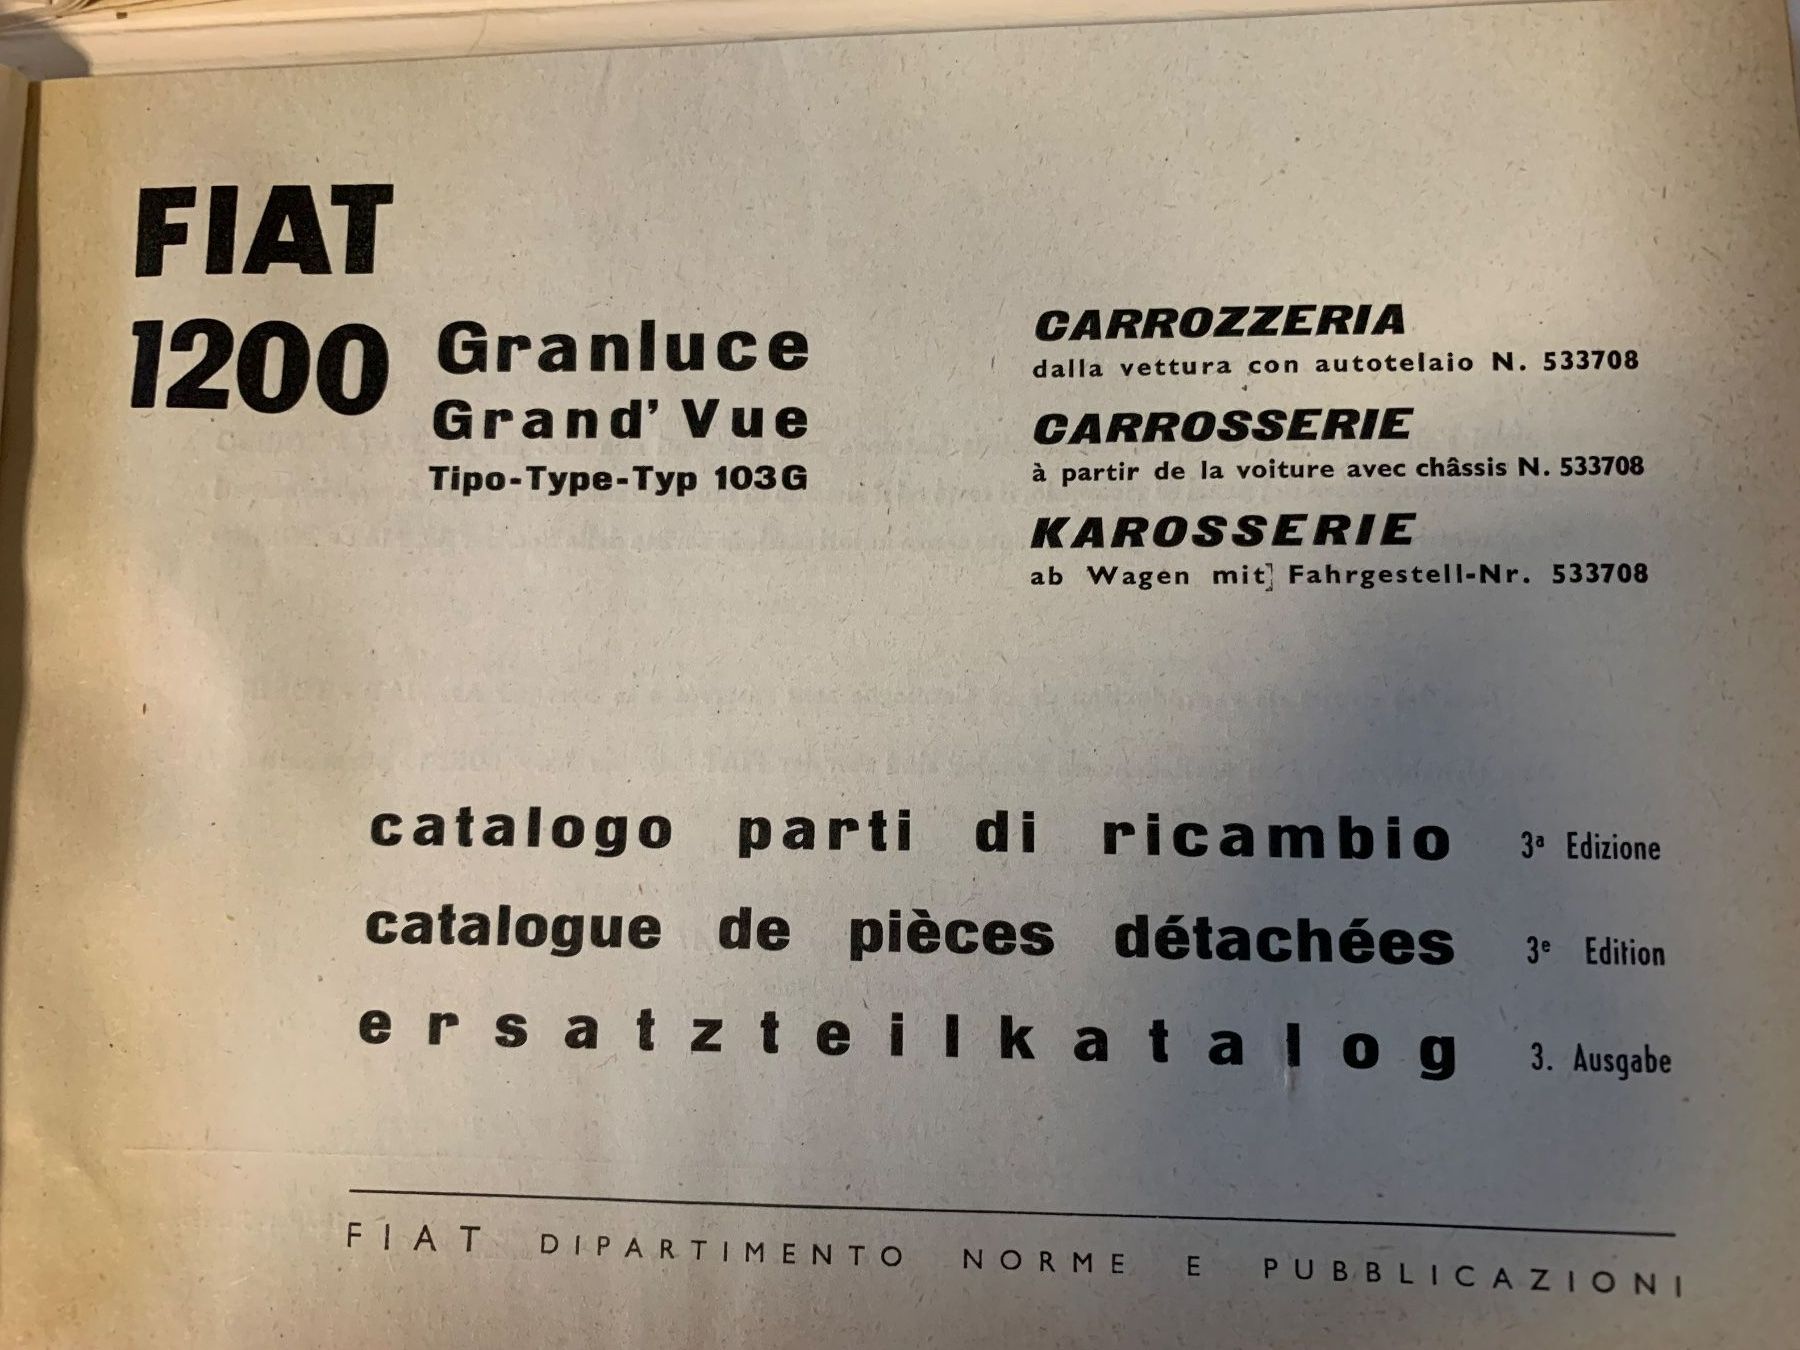 FIAT
1200 Granluce
Grand' Vue
Tipo-Type-Typ 103G
CARROZZERIA
dalla vettura con autotelaio N. 533708
CARROSSERIE
à partir de la voiture avec châssis N. 533708
KAROSSERIE
ab Wagen mit] Fahrgestell-Nr. 533708
catalogo parti di ricambio 3ª Edizione
catalogue de pièces détachées 3e Edition
ersatzteilkatalog 3. Ausgabe
FIAT DIPARTIMENTO NORME E PUBBLICAZIONI